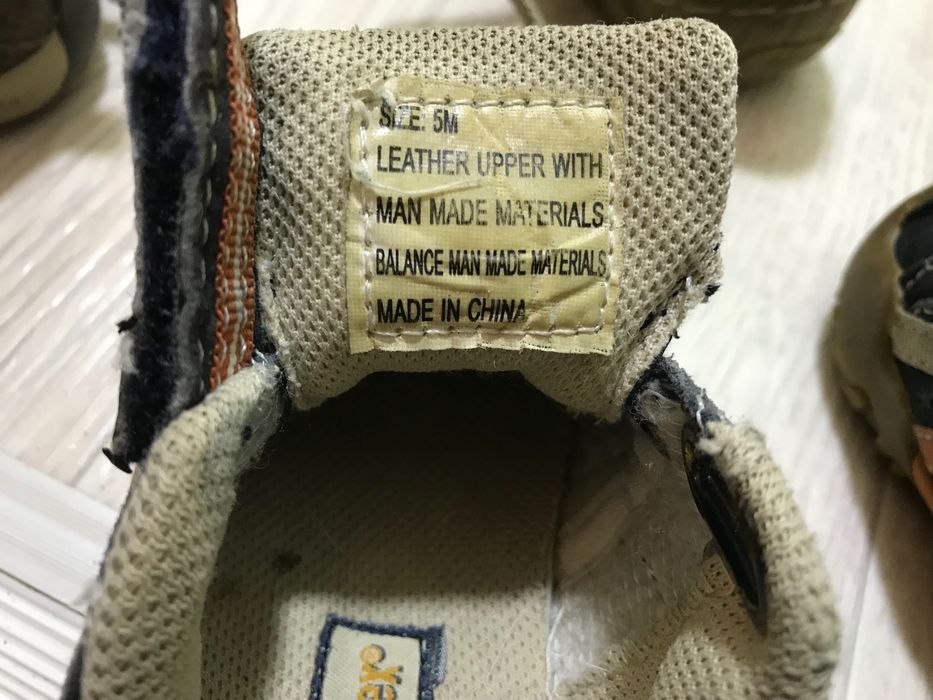 SIZE: 5M
LEATHER UPPER WITH
MAN MADE MATERIALS
BALANCE MAN MADE MATERIALS
MADE IN CHINA